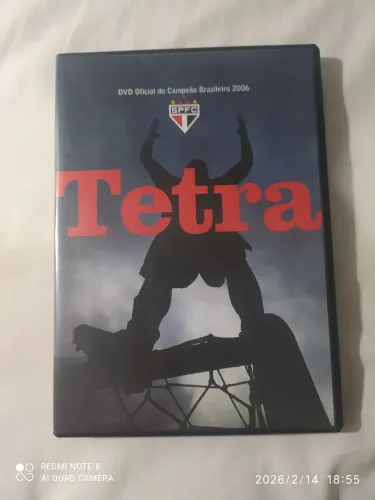 DVD Oficial do Campeão Brasileiro 2006
SPFC
Tetra
REDMI NOTE 8
AI QUAD CAMERA
2026/2/14 18:55